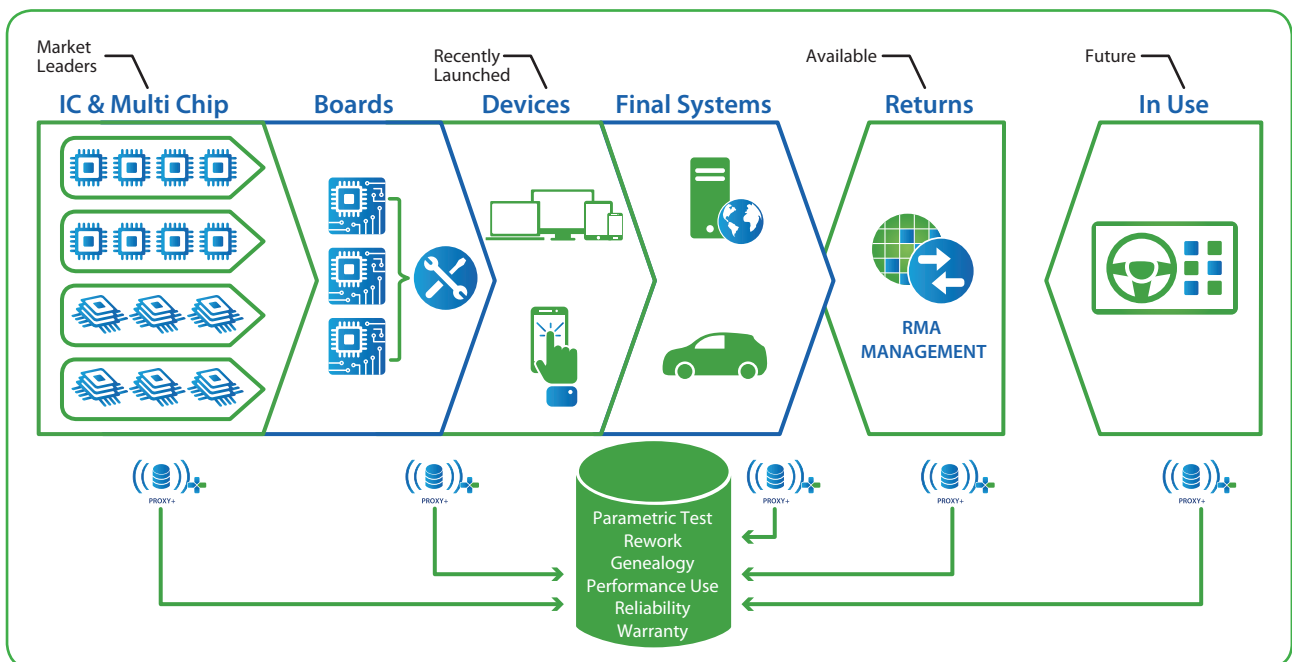 Market
Leaders
Recently
Launched
Available
Future
IC & Multi Chip
Boards
Devices
Final Systems
Returns
In Use
RMA
MANAGEMENT
PROXY+
PROXY+
PROXY+
PROXY+
PROXY+
Parametric Test
Rework
Genealogy
Performance Use
Reliability
Warranty